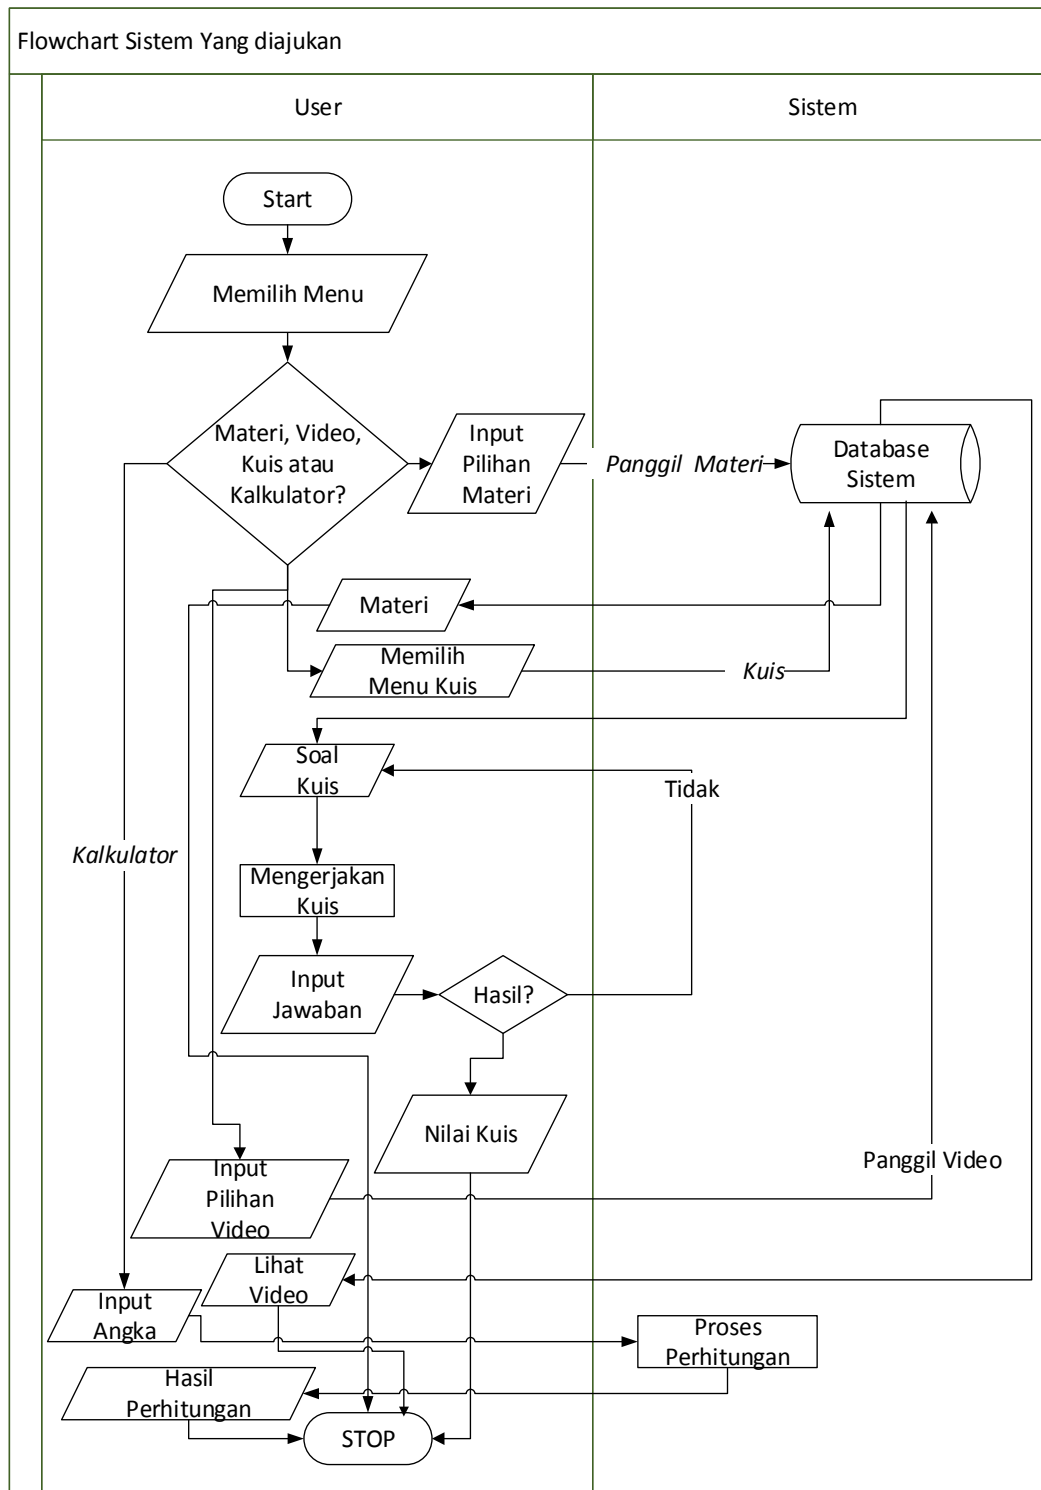 Flowchart Sistem Yang diajukan
User
Sistem
Start
Memilih Menu
Materi, Video,
Kuis atau
Kalkulator?
Input
Pilihan
Materi
Panggil Materi
Database
Sistem
Materi
Memilih
Menu Kuis
Kuis
Soal
Kuis
Tidak
Kalkulator
Mengerjakan
Kuis
Input
Jawaban
Hasil?
Nilai Kuis
Panggil Video
Input
Pilihan
Video
Lihat
Video
Input
Angka
Proses
Perhitungan
Hasil
Perhitungan
STOP